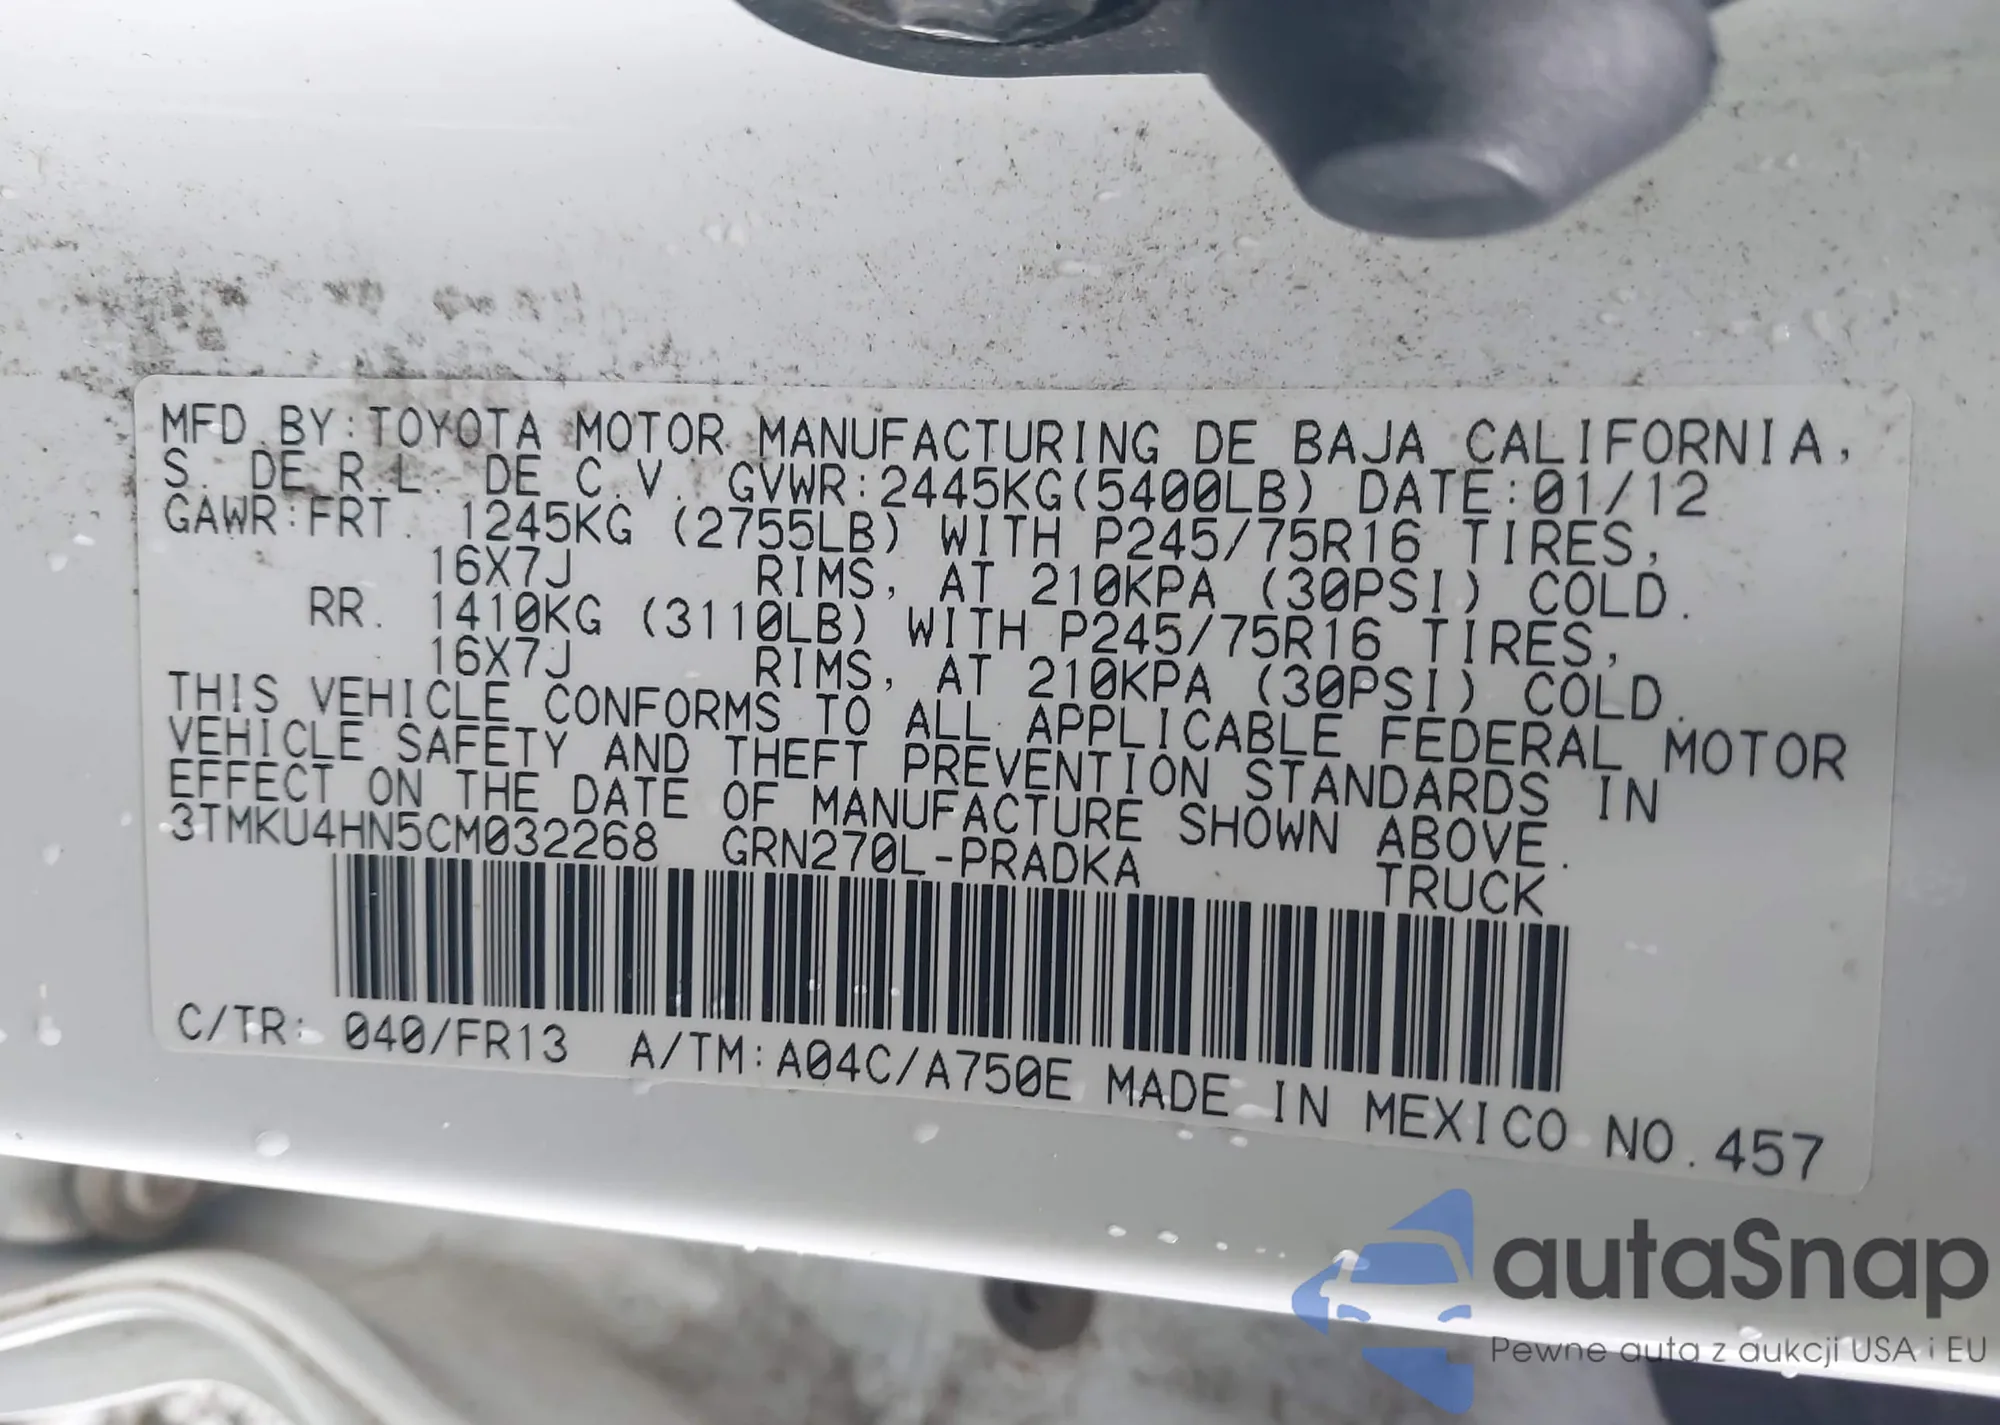 MFD.BY:TOYOTA MOTOR MANUFACTURING DE BAJA CALIFORNIA,
S. DE R.L. DE C.V. GVWR:2445KG(5400LB) DATE:01/12
GAWR:FRT. 1245KG (2755LB) WITH P245/75R16 TIRES,
16X7J RIMS, AT 210KPA (30PSI) COLD.
RR. 1410KG (3110LB) WITH P245/75R16 TIRES,
16X7J RIMS, AT 210KPA (30PSI) COLD.
THIS VEHICLE CONFORMS TO ALL APPLICABLE FEDERAL MOTOR
VEHICLE SAFETY AND THEFT PREVENTION STANDARDS IN
EFFECT ON THE DATE OF MANUFACTURE SHOWN ABOVE.
3TMKU4HN5CM032268 GRN270L-PRADKA TRUCK
C/TR: 040/FR13 A/TM:A04C/A750E MADE IN MEXICO NO.457
autaSnap
Pewne auta z aukcji USA i EU